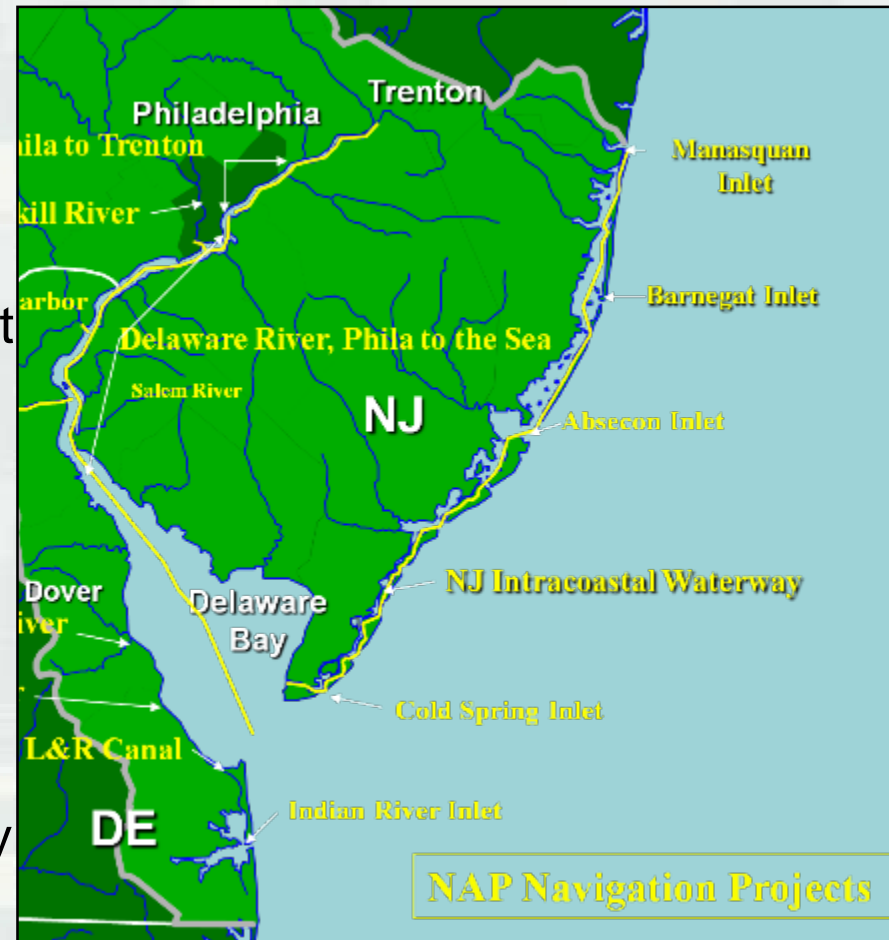 Trenton
Philadelphia
ila to Trenton
kill River
Manasquan
Inlet
arbor
Barnegat Inlet
t
Delaware River, Phila to the Sea
Salem River
NJ
Absecon Inlet
NJ Intracoastal Waterway
Dover
Delaware
Bay
iver
r
Cold Spring Inlet
L&R Canal
Indian River Inlet
DE
y
NAP Navigation Projects